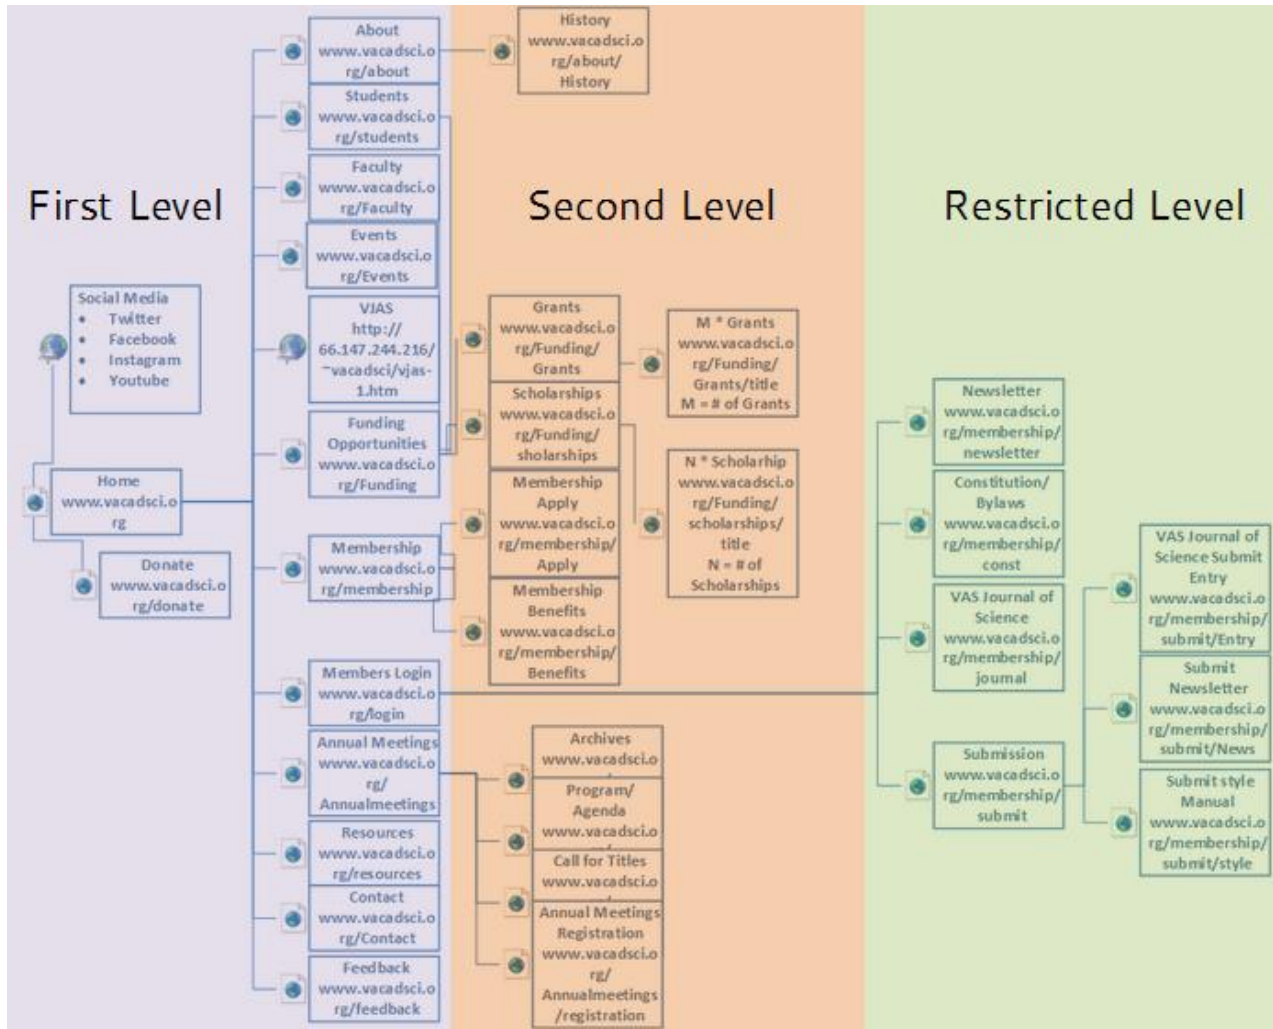 First Level
Second Level
Restricted Level
About
www.vacadsci.o
rg/about
Students
www.vacadsci.o
rg/students
Faculty
www.vacadsci.o
rg/Faculty
Events
www.vacadsci.o
rg/Events
VJAS
http://
66.147.244.216/
~vacadsci/vjas-
1.htm
Funding
Opportunities
www.vacadsci.o
rg/Funding
Social Media
• Twitter
• Facebook
• Instagram
• Youtube
Home
www.vacadsci.o
rg
Donate
www.vacadsci.o
rg/donate
Membership
www.vacadsci.o
rg/membership
Members Login
www.vacadsci.o
rg/login
Annual Meetings
www.vacadsci.o
rg/
Annualmeetings
Resources
www.vacadsci.o
rg/resources
Contact
www.vacadsci.o
rg/Contact
Feedback
www.vacadsci.o
rg/feedback
History
www.vacadsci.o
rg/about/
History
Grants
www.vacadsci.o
rg/Funding/
Grants
Scholarships
www.vacadsci.o
rg/Funding/
sholarships
Membership
Apply
www.vacadsci.o
rg/membership/
Apply
Membership
Benefits
www.vacadsci.o
rg/membership/
Benefits
M * Grants
www.vacadsci.o
rg/Funding/
Grants/title
M = # of Grants
N * Scholarhip
www.vacadsci.o
rg/Funding/
scholarships/
title
N = # of
Scholarships
Archives
www.vacadsci.o
Program/
Agenda
www.vacadsci.o
Call for Titles
www.vacadsci.o
Annual Meetings
Registration
www.vacadsci.o
rg/
Annualmeetings
/registration
Newsletter
www.vacadsci.o
rg/membership/
newsletter
Constitution/
Bylaws
www.vacadsci.o
rg/membership/
const
VAS Journal of
Science
www.vacadsci.o
rg/membership/
journal
Submission
www.vacadsci.o
rg/membership/
submit
VAS Journal of
Science Submit
Entry
www.vacadsci.o
rg/membership/
submit/Entry
Submit
Newsletter
www.vacadsci.o
rg/membership/
submit/News
Submit style
Manual
www.vacadsci.o
rg/membership/
submit/style